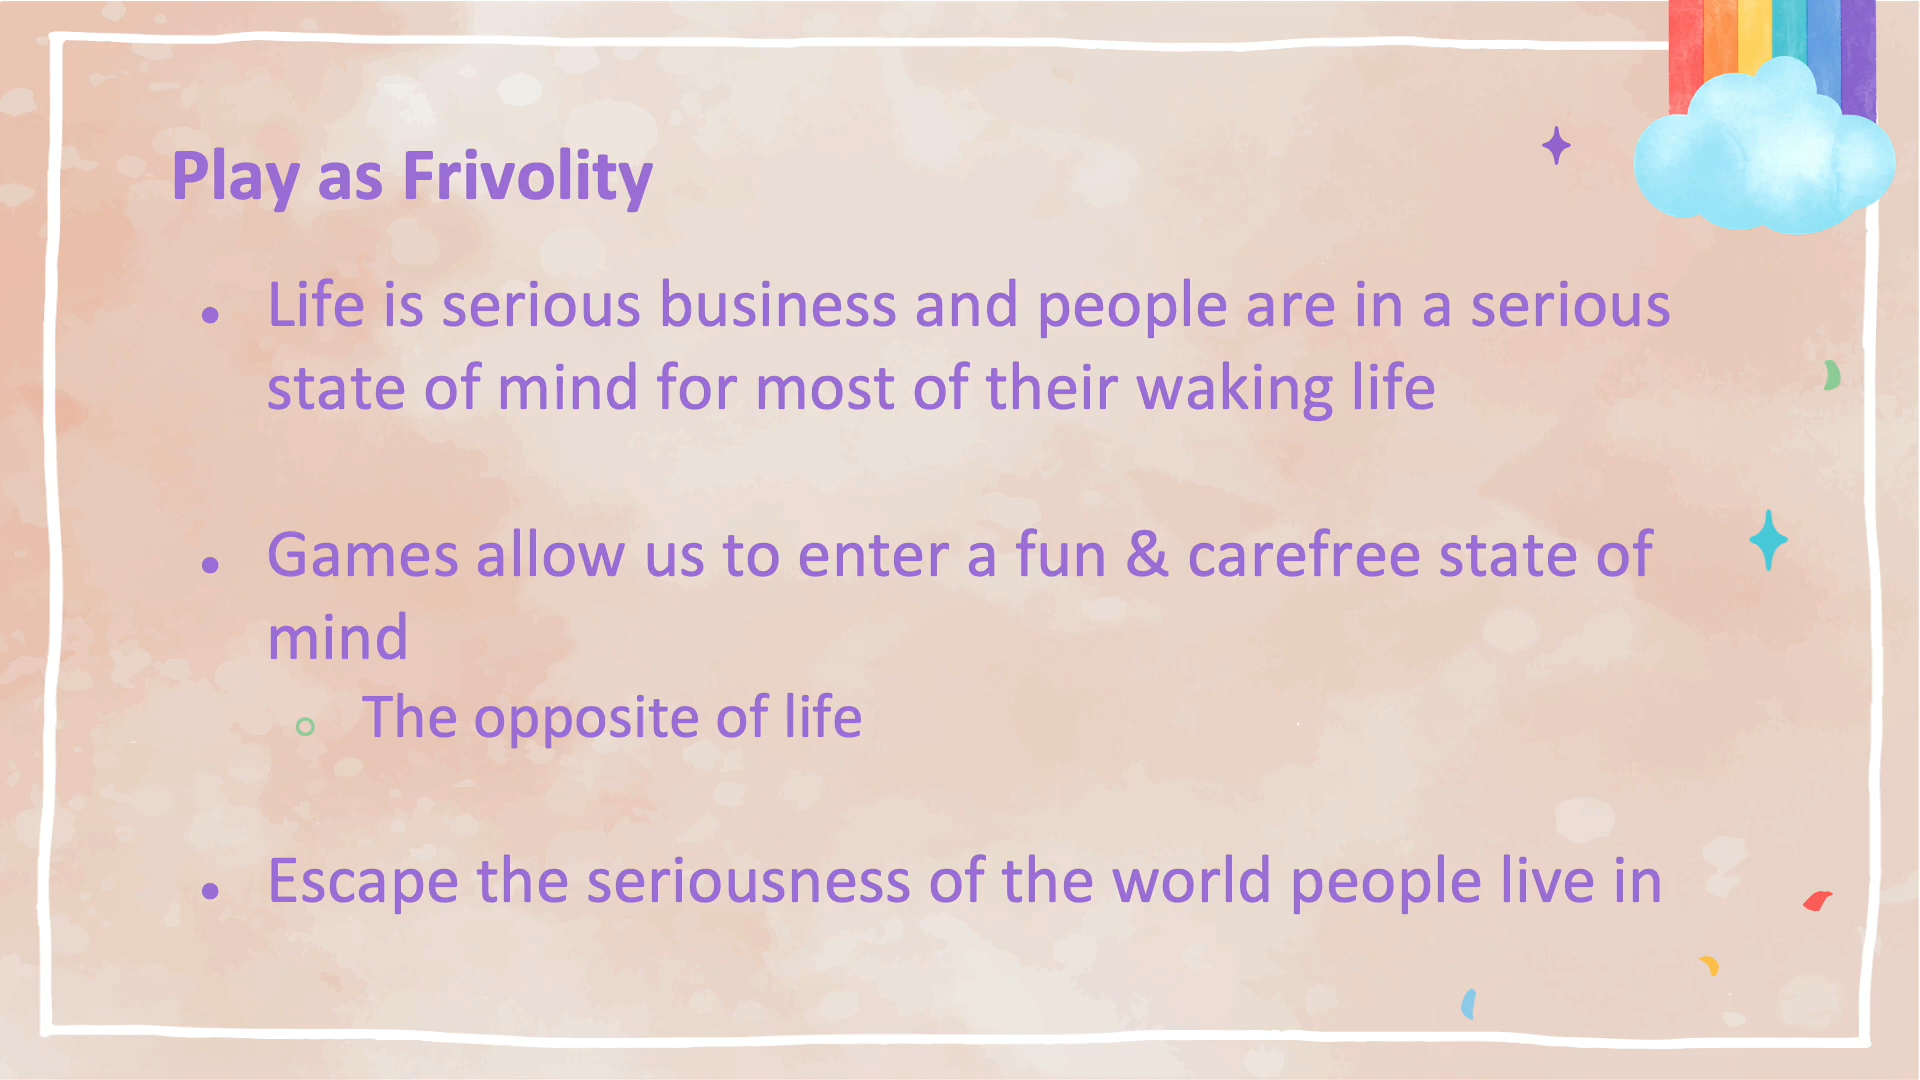 Play as Frivolity
• Life is serious business and people are in a serious
state of mind for most of their waking life
• Games allow us to enter a fun & carefree state of
mind
○ The opposite of life
• Escape the seriousness of the world people live in